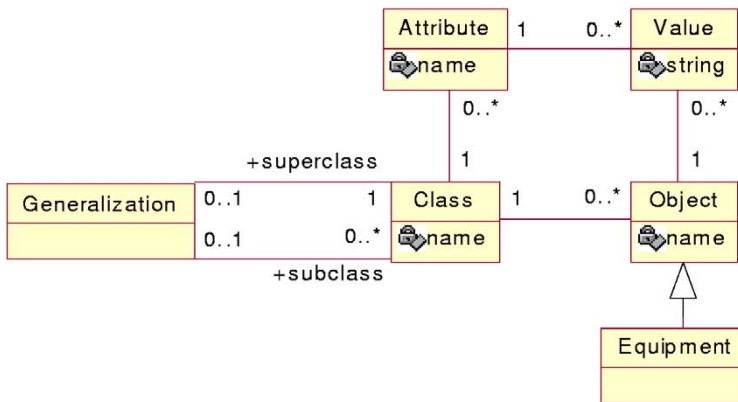 Attribute 1 0..* Value
name string
0..* 0..*
+superclass 1 1
Generalization 0..1 1 Class 1 0..* Object
0..1 0..* name name
+subclass
Equipment